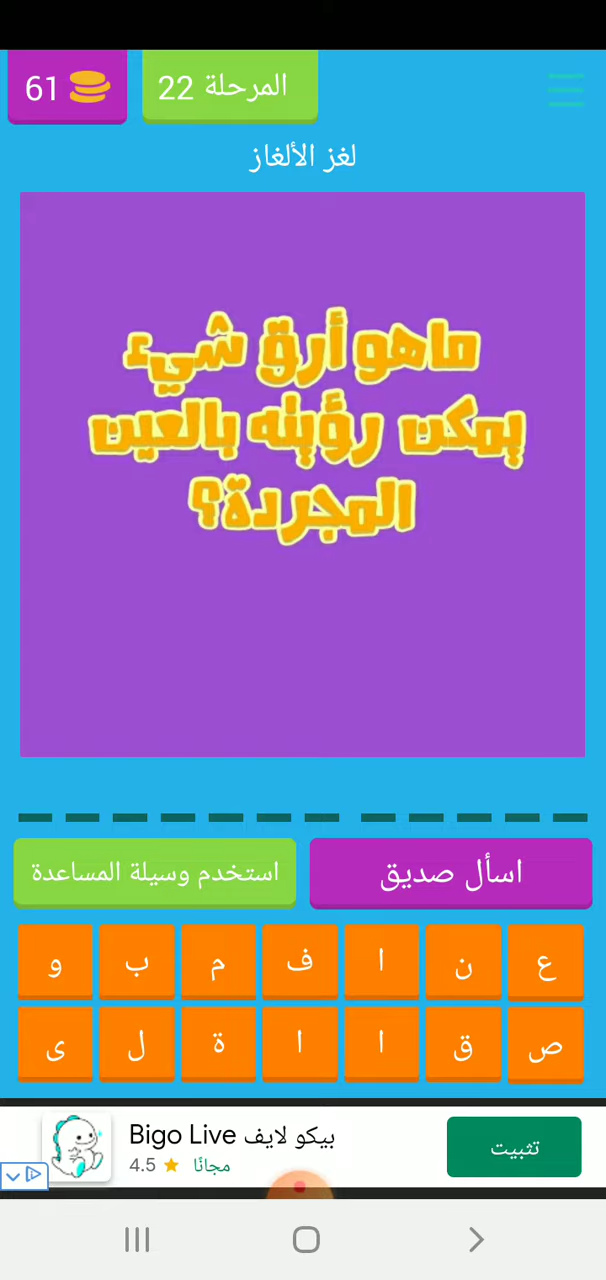 61
المرحلة 22
لغز الألغاز
ماهو أرق شيء
يمكن رؤيته بالعين
المجردة؟
اسأل صديق
استخدم وسيلة المساعدة
ع ن ا ف م ب و
ص ق ا ا ة ل ى
بيكو لايف Bigo Live
4.5 ★ مجانًا
تثبيت